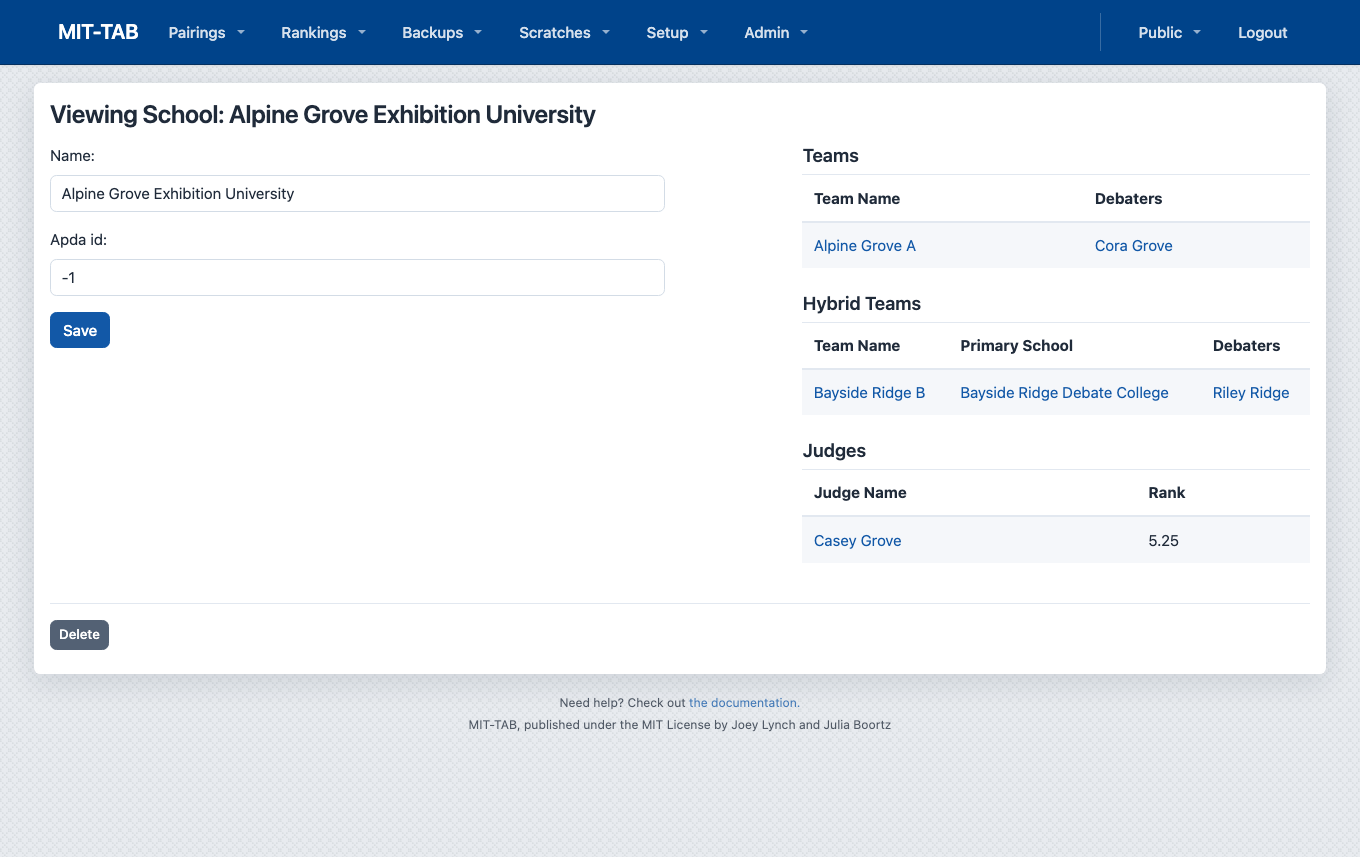 MIT-TAB Pairings Rankings Backups Scratches Setup Admin Public Logout
Viewing School: Alpine Grove Exhibition University
Name:
Alpine Grove Exhibition University
Apda id:
-1
Save
Teams
Team Name Debaters
Alpine Grove A Cora Grove
Hybrid Teams
Team Name Primary School Debaters
Bayside Ridge B Bayside Ridge Debate College Riley Ridge
Judges
Judge Name Rank
Casey Grove 5.25
Delete
Need help? Check out the documentation.
MIT-TAB, published under the MIT License by Joey Lynch and Julia Boortz